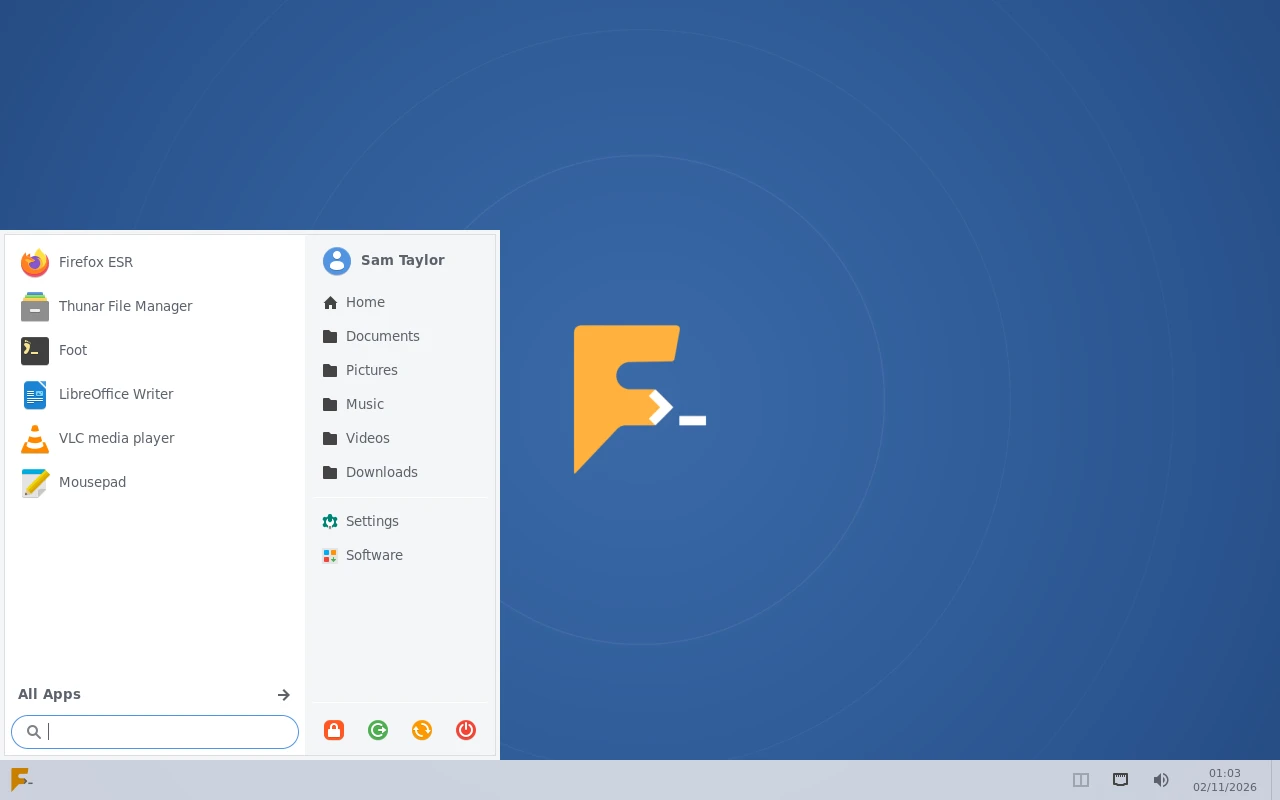 Firefox ESR
Thunar File Manager
Foot
LibreOffice Writer
VLC media player
Mousepad
All Apps
Sam Taylor
Home
Documents
Pictures
Music
Videos
Downloads
Settings
Software
01:03
02/11/2026